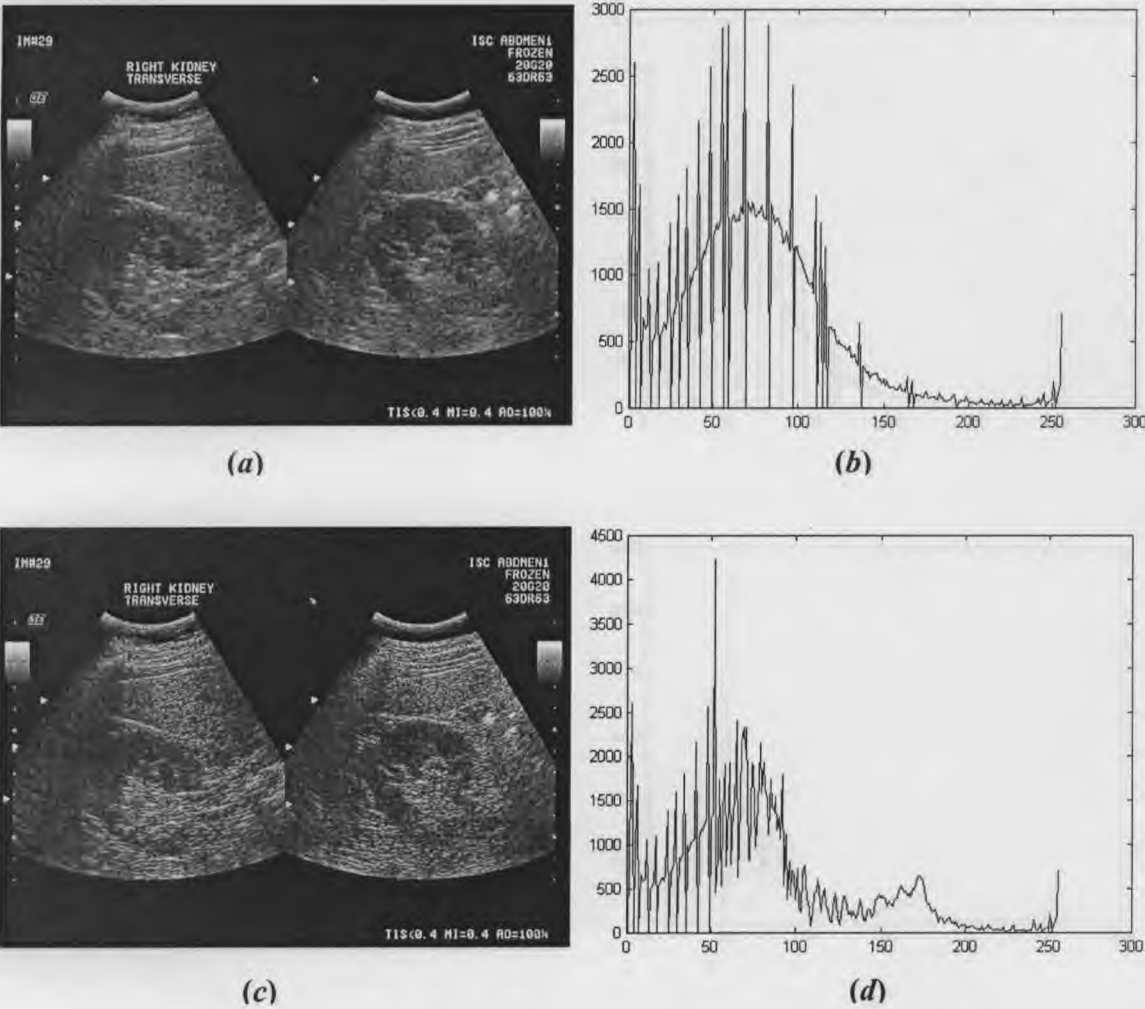 IM#29
RIGHT KIDNEY
TRANSVERSE
ISC ABDMEN1
FROZEN
20G20
63DR63
TIS<0.4 MI=0.4 AO=100%
(a)
3000
2500
2000
1500
1000
500
0
0 50 100 150 200 250 300
(b)
IM#29
RIGHT KIDNEY
TRANSVERSE
ISC ABDMEN1
FROZEN
20G20
63DR63
TIS<0.4 MI=0.4 AO=100%
(c)
4500
4000
3500
3000
2500
2000
1500
1000
500
0
0 50 100 150 200 250 300
(d)